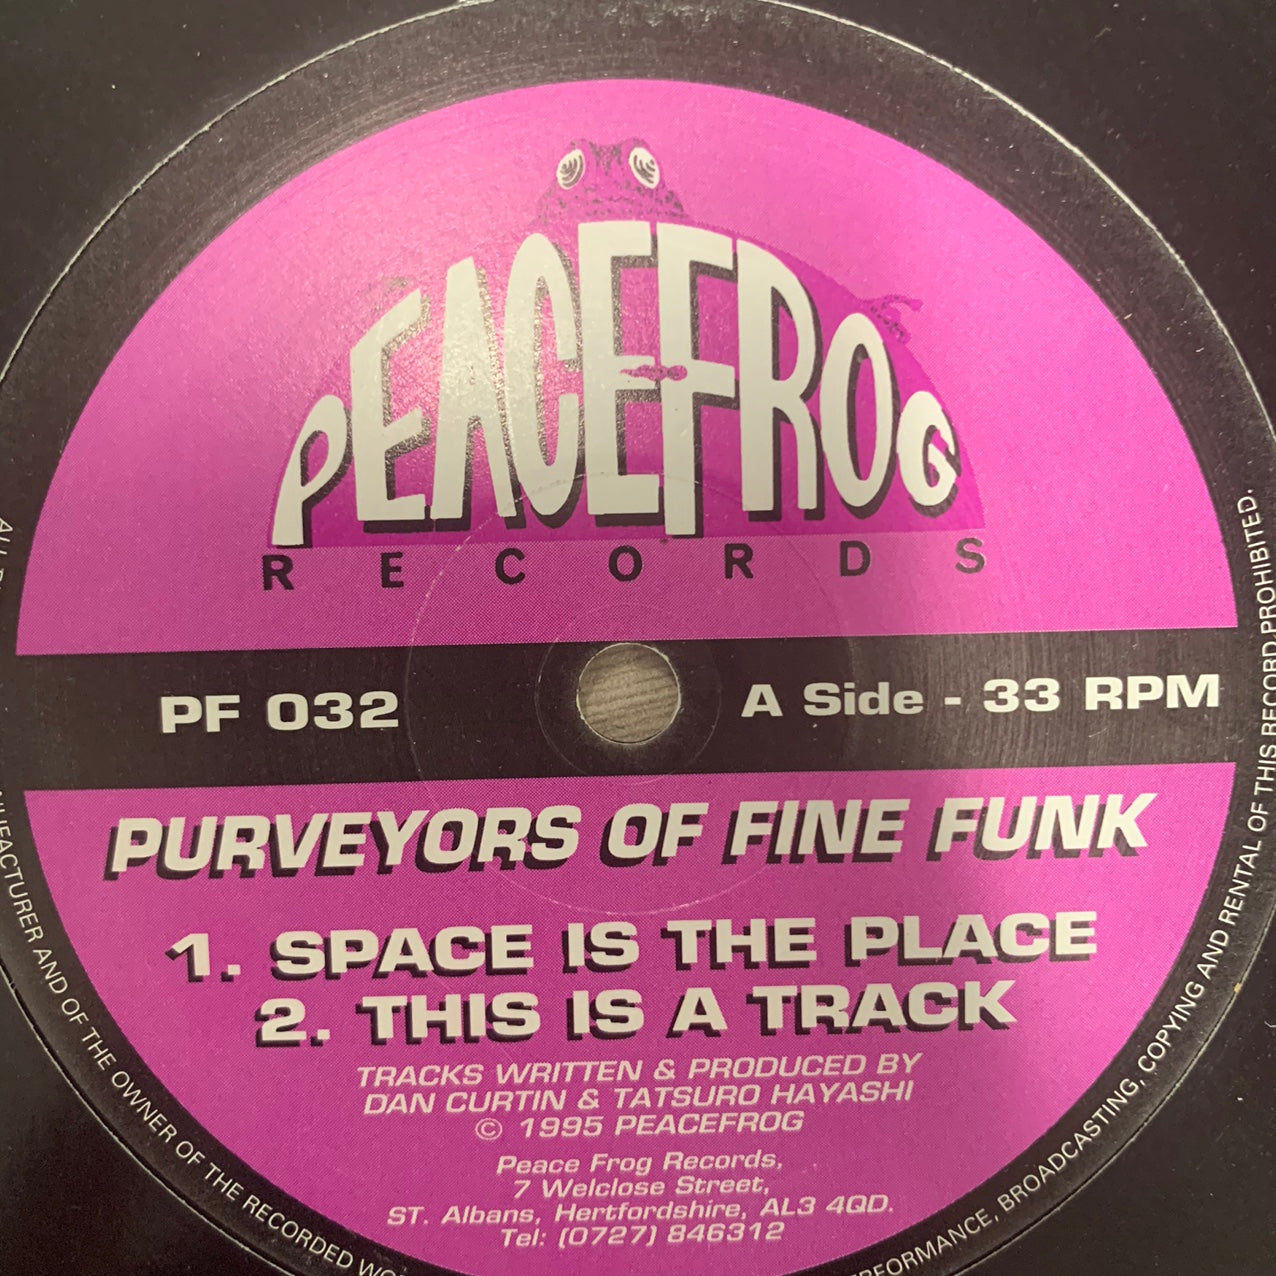 PEACEFROG
RECORDS
PF 032
A Side - 33 RPM
PURVEYORS OF FINE FUNK
1. SPACE IS THE PLACE
2. THIS IS A TRACK
TRACKS WRITTEN & PRODUCED BY
DAN CURTIN & TATSURO HAYASHI
© 1995 PEACEFROG
Peace Frog Records,
7 Welclose Street,
ST. Albans, Hertfordshire, AL3 4QD.
Tel: (0727) 846312
AND OF THE OWNER OF THE RECORDED
BROADCASTING, COPYING AND RENTAL OF THIS RECORD PROHIBITED.